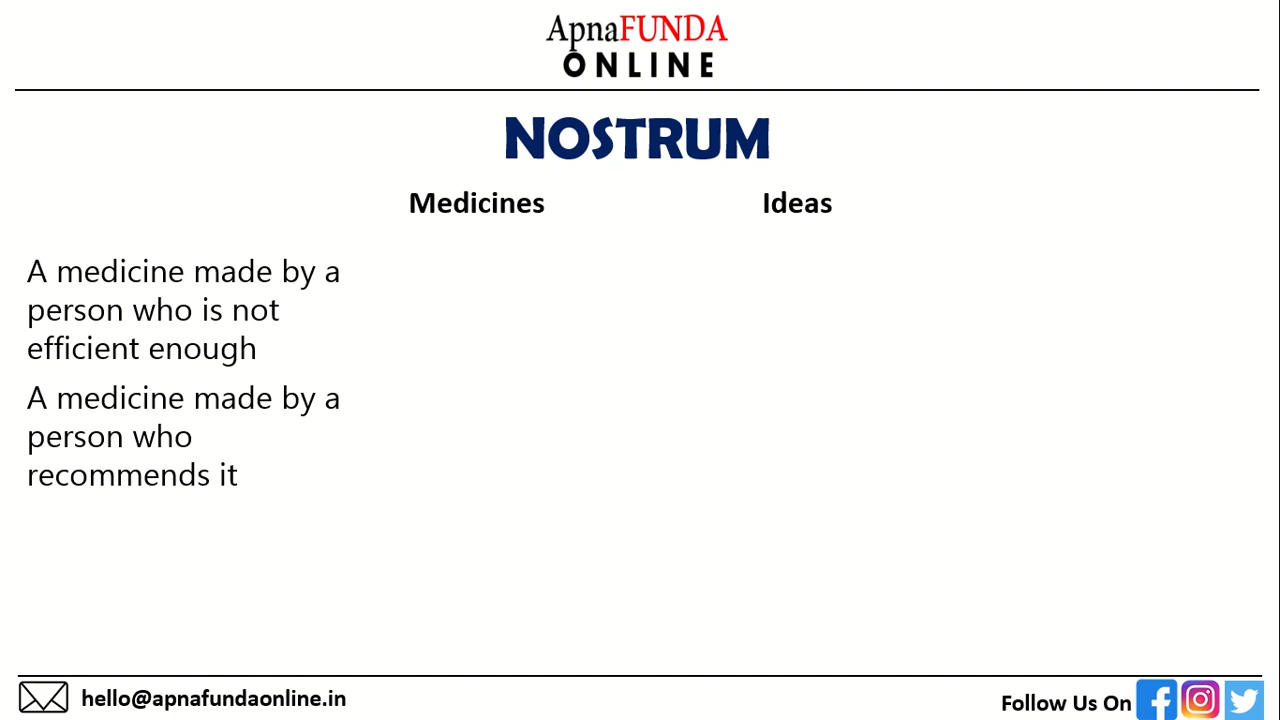 ApnaFUNDA
ONLINE
NOSTRUM
Medicines Ideas
A medicine made by a
person who is not
efficient enough
A medicine made by a
person who
recommends it
hello@apnafundaonline.in
Follow Us On